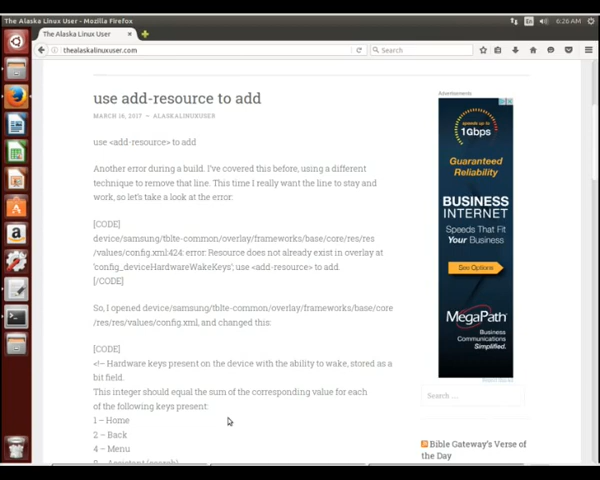 The Alaska Linux User - Mozilla Firefox
En
6:26 AM
The Alaska Linux User
thealaskalinuxuser.com
Search
use add-resource to add
MARCH 16, 2017 ~ ALASKALINUXUSER
use <add-resource> to add
Another error during a build. I've covered this before, using a different
technique to remove that line. This time I really want the line to stay and
work, so let's take a look at the error:
[CODE]
device/samsung/tblte-common/overlay/frameworks/base/core/res/res
/values/config.xml:424: error: Resource does not already exist in overlay at
'config_deviceHardwareWakeKeys', use <add-resource> to add.
[/CODE]
So, I opened device/samsung/tblte-common/overlay/frameworks/base/core
/res/res/values/config.xml, and changed this:
[CODE]
<!– Hardware keys present on the device with the ability to wake, stored as a
bit field.
This integer should equal the sum of the corresponding value for each
of the following keys present:
1 – Home
2 – Back
4 – Menu
8 – Assistant (search)
Advertisements
speeds up to
1Gbps
Guaranteed
Reliability
BUSINESS
INTERNET
Speeds That Fit
Your Business
See Options
MegaPath
Business
Communications
Simplified.
Search …
Bible Gateway's Verse of
the Day